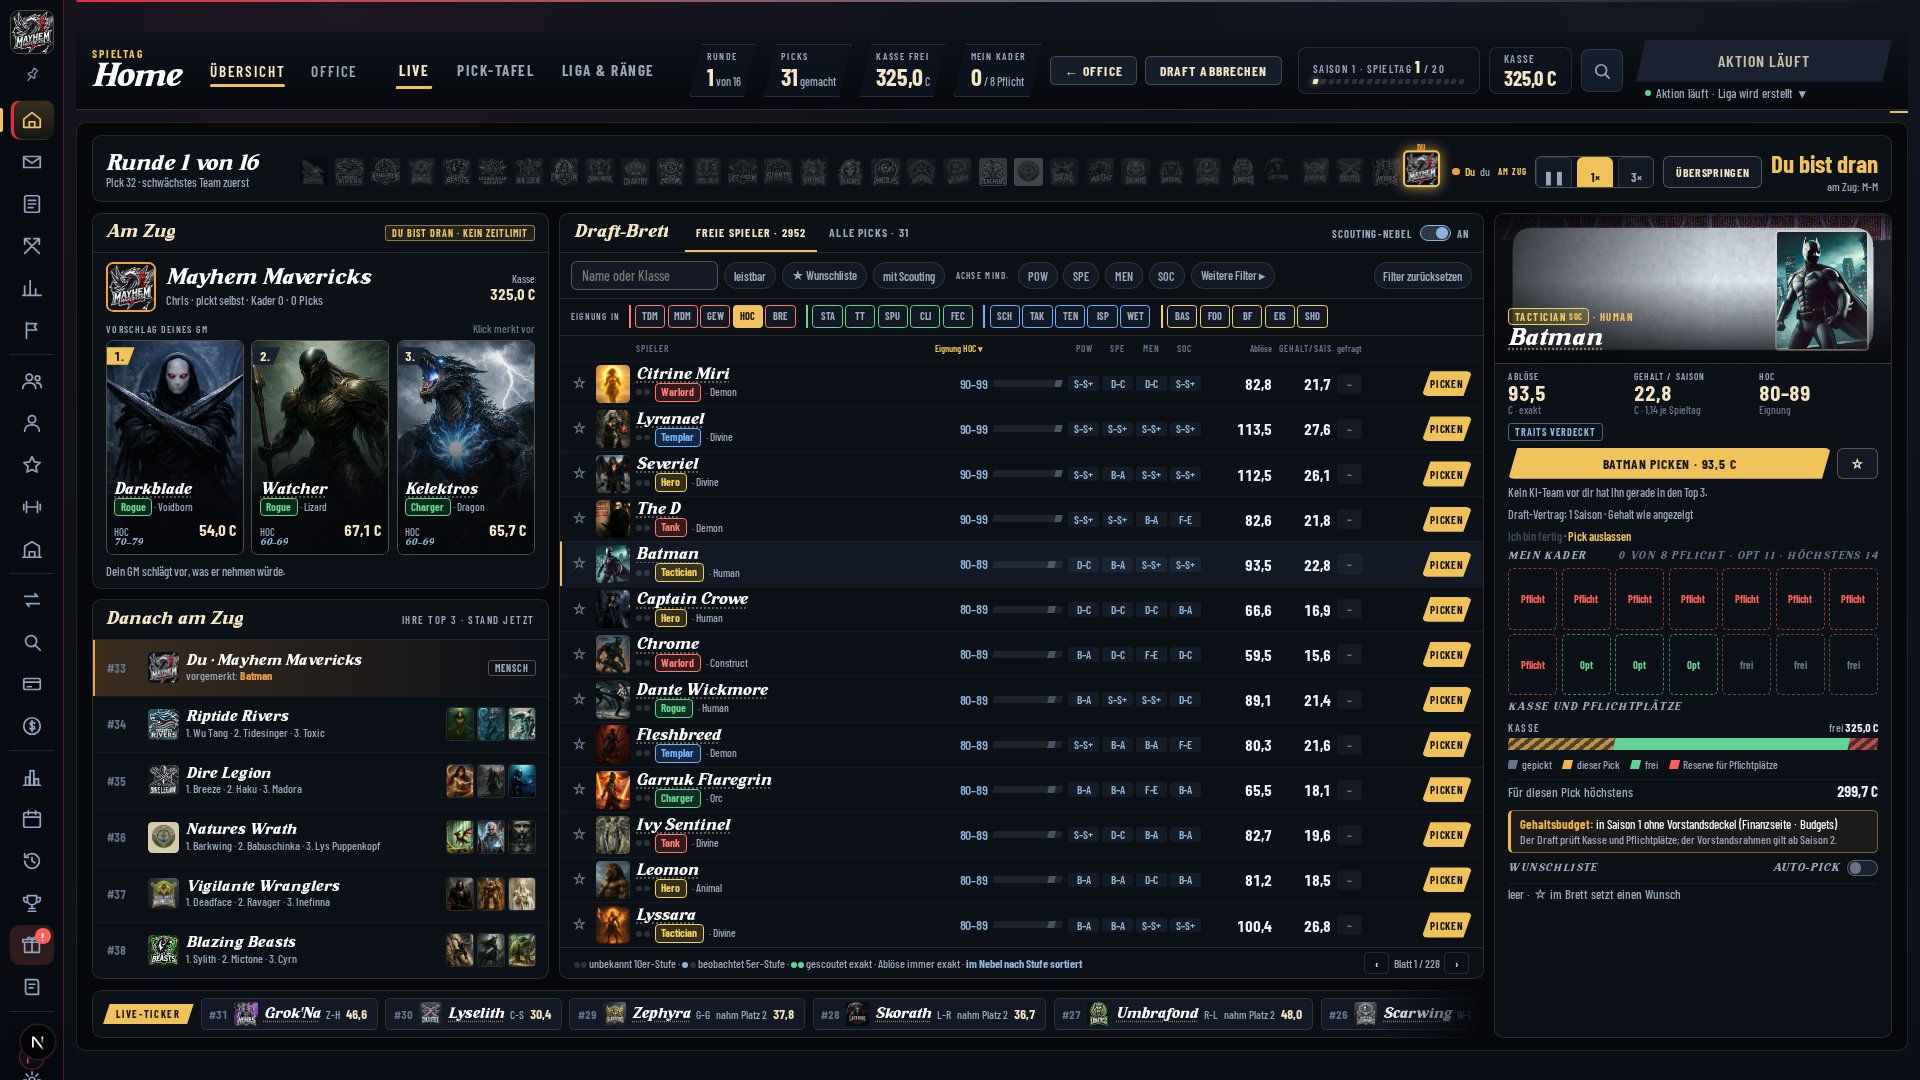 SPIELTAG
Home
ÜBERSICHT
OFFICE
LIVE
PICK-TAFEL
LIGA & RÄNGE
RUNDE
1 von 16
PICKS
31 gemacht
KASSE FREI
325,0 C
MEIN KADER
0 / 8 Pflicht
← OFFICE
DRAFT ABBRECHEN
SAISON 1 · SPIELTAG 1 / 20
KASSE
325,0 C
AKTION LÄUFT
Aktion läuft · Liga wird erstellt ▼
Runde 1 von 16
Pick 32 · schwächstes Team zuerst
DU
Du du AM ZUG
1×
3×
ÜBERSPRINGEN
Du bist dran
am Zug: M-M
Am Zug
DU BIST DRAN · KEIN ZEITLIMIT
Mayhem Mavericks
Chris · pickt selbst · Kader 0 · 0 Picks
Kasse
325,0 C
VORSCHLAG DEINES GM
Klick merkt vor
1.
Darkblade
Rogue · Voidborn
HOC
70–79
54,0 C
2.
Watcher
Rogue · Lizard
HOC
60–69
67,1 C
3.
Kelektros
Charger · Dragon
HOC
60–69
65,7 C
Dein GM schlägt vor, was er nehmen würde.
Danach am Zug
IHRE TOP 3 · STAND JETZT
#33
Du · Mayhem Mavericks
vorgemerkt: Batman
MENSCH
#34
Riptide Rivers
1. Wu Tang · 2. Tidesinger · 3. Toxic
#35
Dire Legion
1. Breeze · 2. Haku · 3. Madora
#36
Natures Wrath
1. Barkwing · 2. Babuschinka · 3. Lys Puppenkopf
#37
Vigilante Wranglers
1. Deadface · 2. Ravager · 3. Inefinna
#38
Blazing Beasts
1. Sylith · 2. Mictone · 3. Cyrn
Draft-Brett
FREIE SPIELER · 2952
ALLE PICKS · 31
SCOUTING-NEBEL
AN
Name oder Klasse
leistbar
★ Wunschliste
mit Scouting
ACHSE MIND.
POW
SPE
MEN
SOC
Weitere Filter ▸
Filter zurücksetzen
EIGNUNG IN
TDM
MDM
GEW
HOC
BRE
STA
TT
SPU
CLI
FEC
SCH
TAK
TEN
ISP
WET
BAS
FOO
BF
EIS
SHO
SPIELER
Eignung HOC ▾
POW
SPE
MEN
SOC
Ablöse
GEHALT/SAIS.
gefragt
☆ Citrine Miri
Warlord · Demon
90–99 S–S+ D–C D–C S–S+ 82,8 21,7 – PICKEN
☆ Lyranael
Templar · Divine
90–99 S–S+ S–S+ S–S+ S–S+ 113,5 27,6 – PICKEN
☆ Severiel
Hero · Divine
90–99 S–S+ B–A S–S+ S–S+ 112,5 26,1 – PICKEN
☆ The D
Tank · Demon
90–99 S–S+ S–S+ B–A F–E 82,6 21,8 – PICKEN
☆ Batman
Tactician · Human
80–89 D–C B–A S–S+ S–S+ 93,5 22,8 – PICKEN
☆ Captain Crowe
Hero · Human
80–89 D–C D–C D–C B–A 66,6 16,9 – PICKEN
☆ Chrome
Warlord · Construct
80–89 B–A D–C F–E D–C 59,5 15,6 – PICKEN
☆ Dante Wickmore
Rogue · Human
80–89 B–A S–S+ S–S+ D–C 89,1 21,4 – PICKEN
☆ Fleshbreed
Templar · Demon
80–89 S–S+ B–A B–A F–E 80,3 21,6 – PICKEN
☆ Garruk Flaregrin
Charger · Orc
80–89 B–A B–A F–E B–A 65,5 18,1 – PICKEN
☆ Ivy Sentinel
Tank · Divine
80–89 S–S+ D–C B–A B–A 82,7 19,6 – PICKEN
☆ Leomon
Hero · Animal
80–89 B–A B–A D–C B–A 81,2 18,5 – PICKEN
☆ Lyssara
Tactician · Divine
80–89 B–A B–A S–S+ S–S+ 100,4 26,8 – PICKEN
unbekannt 10er-Stufe · beobachtet 5er-Stufe · gescoutet exakt · Ablöse immer exakt · im Nebel nach Stufe sortiert
‹ Blatt 1 / 228 ›
TACTICIAN SOC · HUMAN
Batman
ABLÖSE
93,5
C · exakt
GEHALT / SAISON
22,8
C · 1,14 je Spieltag
HOC
80–89
Eignung
TRAITS VERDECKT
BATMAN PICKEN · 93,5 C
☆
Kein KI-Team vor dir hat ihn gerade in den Top 3.
Draft-Vertrag: 1 Saison · Gehalt wie angezeigt
Ich bin fertig · Pick auslassen
MEIN KADER
0 VON 8 PFLICHT · OPT 11 · HÖCHSTENS 14
Pflicht Pflicht Pflicht Pflicht Pflicht Pflicht Pflicht
Pflicht Opt Opt Opt frei frei frei
KASSE UND PFLICHTPLÄTZE
KASSE
frei 325,0 C
gepickt
dieser Pick
frei
Reserve für Pflichtplätze
Für diesen Pick höchstens
299,7 C
Gehaltsbudget: in Saison 1 ohne Vorstandsdeckel (Finanzseite · Budgets)
Der Draft prüft Kasse und Pflichtplätze; der Vorstandsrahmen gilt ab Saison 2.
WUNSCHLISTE
AUTO-PICK
leer · ☆ im Brett setzt einen Wunsch
LIVE-TICKER
#31 Grok'Na Z-H 46,6
#30 Lyselith C-S 30,4
#29 Zephyra G-G nahm Platz 2 37,8
#28 Skorath L-R nahm Platz 2 36,7
#27 Umbrafond R-L nahm Platz 2 48,0
#26 Scarwing
N